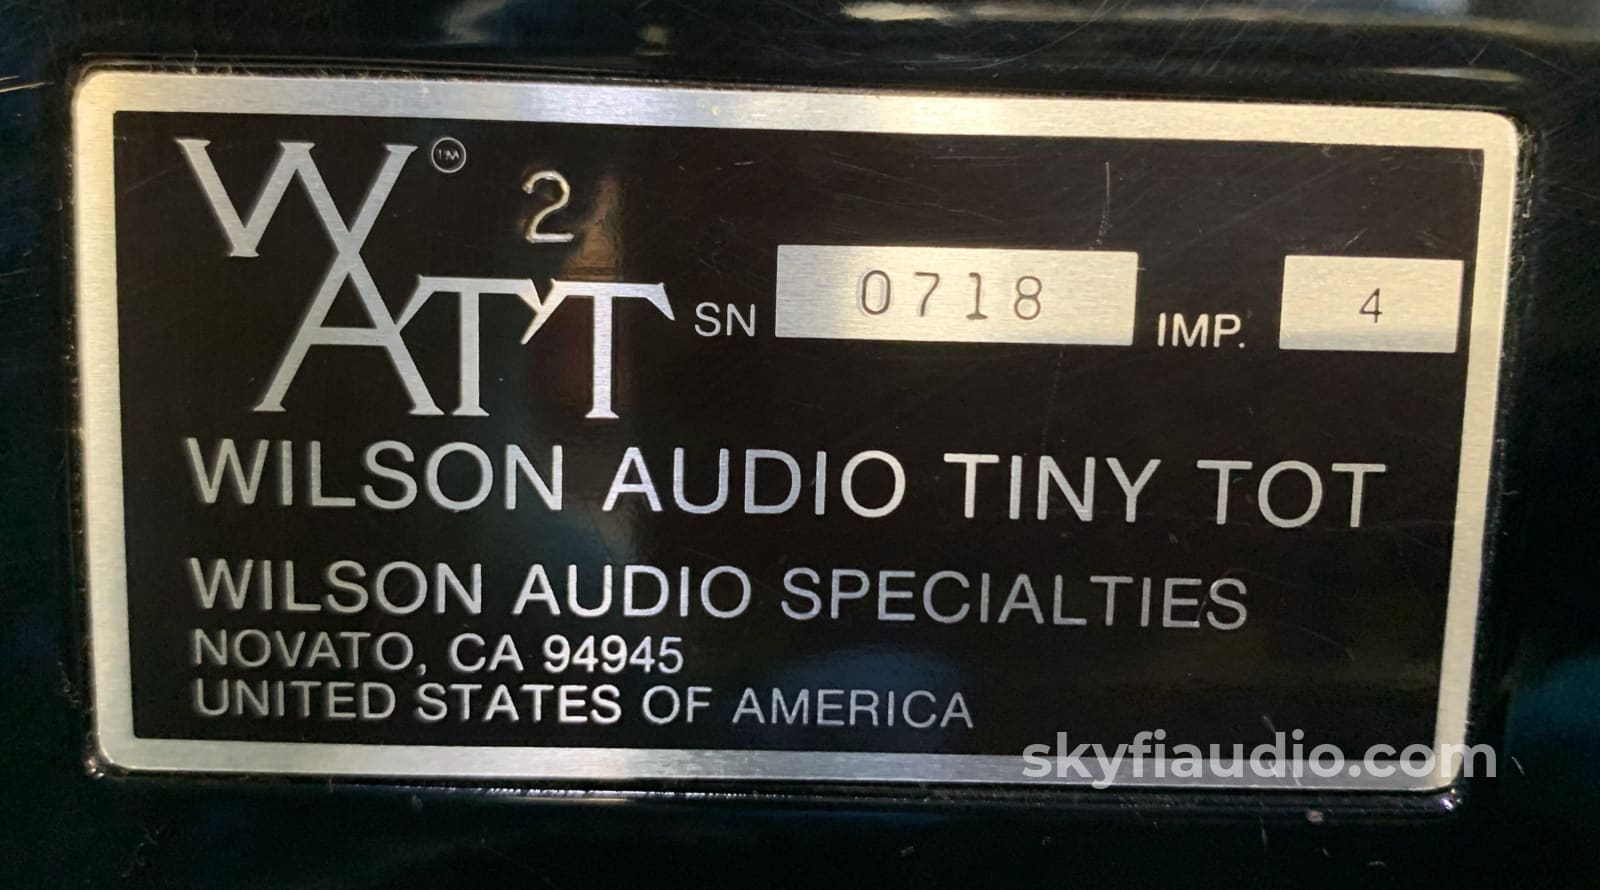 WATT™ 2
SN 0718 IMP. 4
WILSON AUDIO TINY TOT
WILSON AUDIO SPECIALTIES
NOVATO, CA 94945
UNITED STATES OF AMERICA
skyfiaudio.com